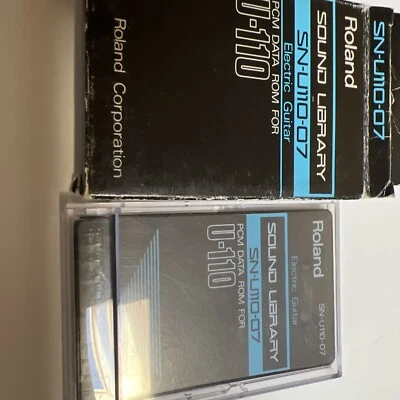 Roland
SN-U110-07
SOUND LIBRARY
SN-U110-07
Electric Guitar
PCM DATA ROM FOR
U-110
Roland Corporation
Roland
SN-U110-07
Electric Guitar
SOUND LIBRARY
SN-U110-07
PCM DATA ROM FOR
U-110